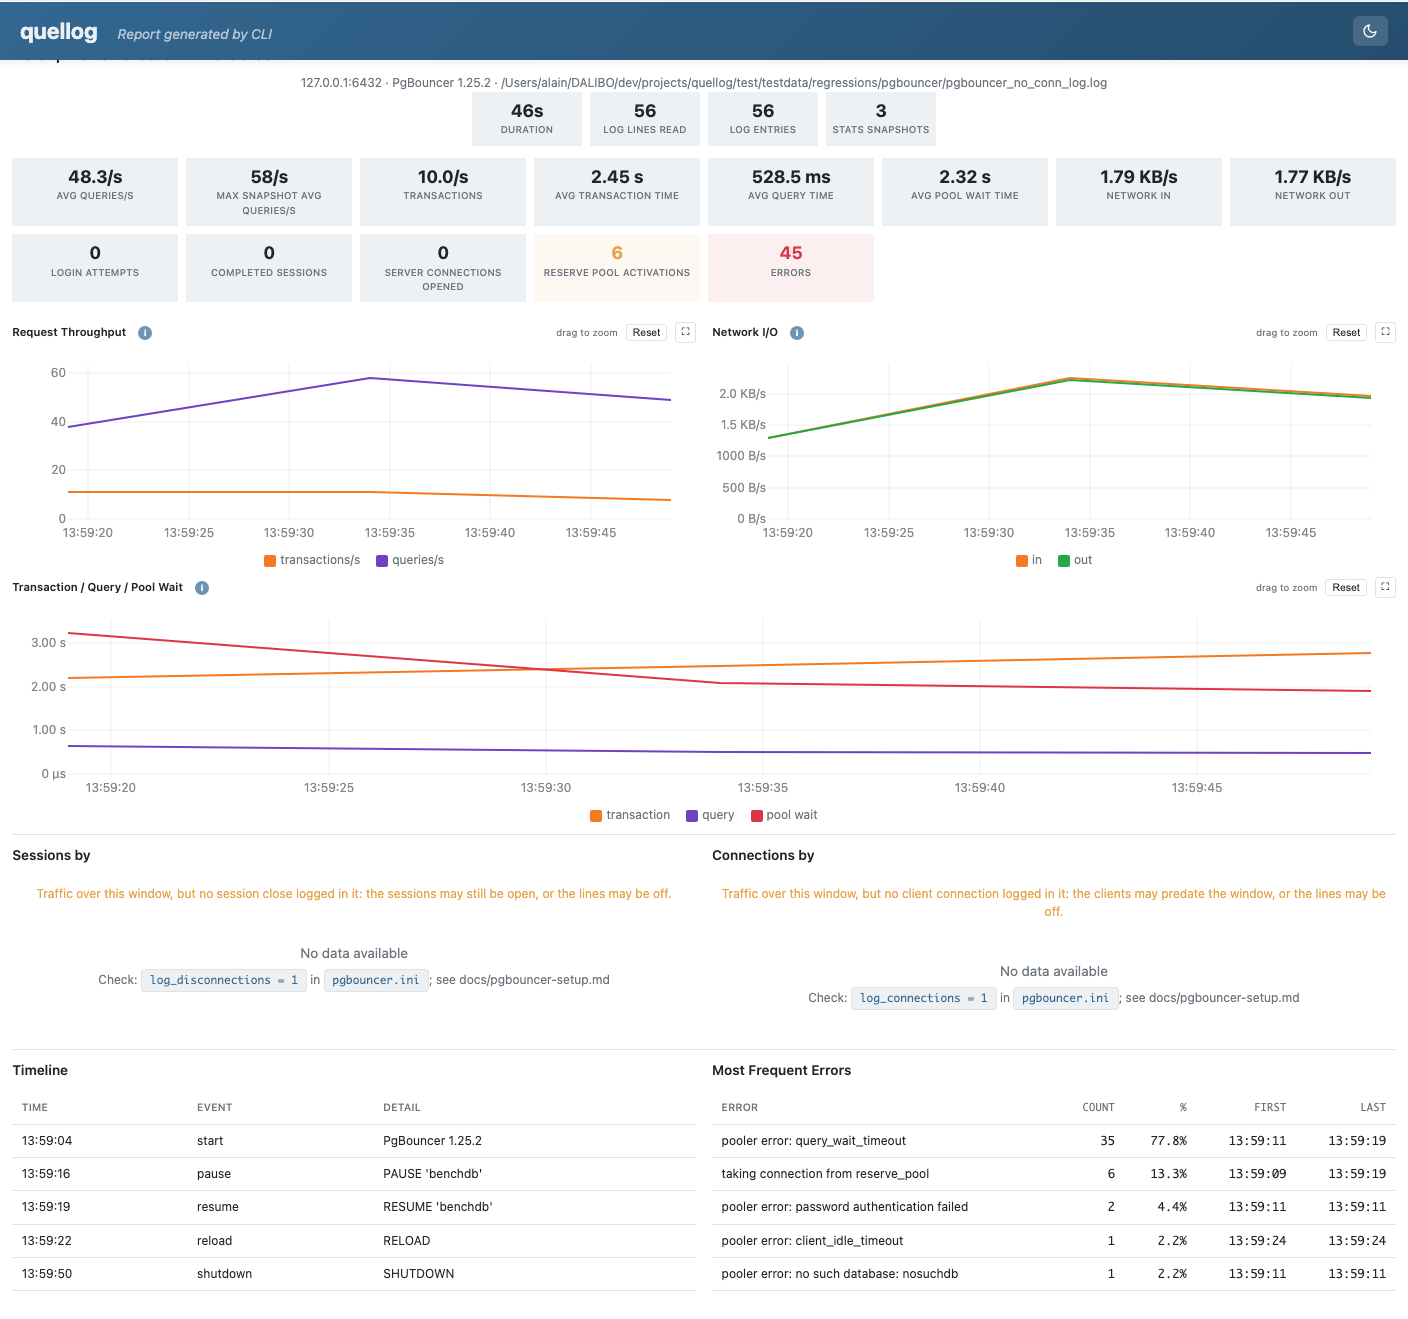 quellog
Report generated by CLI
127.0.0.1:6432 · PgBouncer 1.25.2 · /Users/alain/DALIBO/dev/projects/quellog/test/testdata/regressions/pgbouncer/pgbouncer_no_conn_log.log
46s
DURATION
56
LOG LINES READ
56
LOG ENTRIES
3
STATS SNAPSHOTS
48.3/s
AVG QUERIES/S
58/s
MAX SNAPSHOT AVG
QUERIES/S
10.0/s
TRANSACTIONS
2.45 s
AVG TRANSACTION TIME
528.5 ms
AVG QUERY TIME
2.32 s
AVG POOL WAIT TIME
1.79 KB/s
NETWORK IN
1.77 KB/s
NETWORK OUT
0
LOGIN ATTEMPTS
0
COMPLETED SESSIONS
0
SERVER CONNECTIONS
OPENED
6
RESERVE POOL ACTIVATIONS
45
ERRORS
Request Throughput i drag to zoom Reset
60
40
20
0
13:59:20 13:59:25 13:59:30 13:59:35 13:59:40 13:59:45
transactions/s queries/s
Network I/O i drag to zoom Reset
2.0 KB/s
1.5 KB/s
1000 B/s
500 B/s
0 B/s
13:59:20 13:59:25 13:59:30 13:59:35 13:59:40 13:59:45
in out
Transaction / Query / Pool Wait i drag to zoom Reset
3.00 s
2.00 s
1.00 s
0 µs
13:59:20 13:59:25 13:59:30 13:59:35 13:59:40 13:59:45
transaction query pool wait
Sessions by
Traffic over this window, but no session close logged in it: the sessions may still be open, or the lines may be off.
No data available
Check: log_disconnections = 1 in pgbouncer.ini; see docs/pgbouncer-setup.md
Connections by
Traffic over this window, but no client connection logged in it: the clients may predate the window, or the lines may be
off.
No data available
Check: log_connections = 1 in pgbouncer.ini; see docs/pgbouncer-setup.md
Timeline
TIME EVENT DETAIL
13:59:04 start PgBouncer 1.25.2
13:59:16 pause PAUSE 'benchdb'
13:59:19 resume RESUME 'benchdb'
13:59:22 reload RELOAD
13:59:50 shutdown SHUTDOWN
Most Frequent Errors
ERROR COUNT % FIRST LAST
pooler error: query_wait_timeout 35 77.8% 13:59:11 13:59:19
taking connection from reserve_pool 6 13.3% 13:59:09 13:59:19
pooler error: password authentication failed 2 4.4% 13:59:11 13:59:11
pooler error: client_idle_timeout 1 2.2% 13:59:24 13:59:24
pooler error: no such database: nosuchdb 1 2.2% 13:59:11 13:59:11